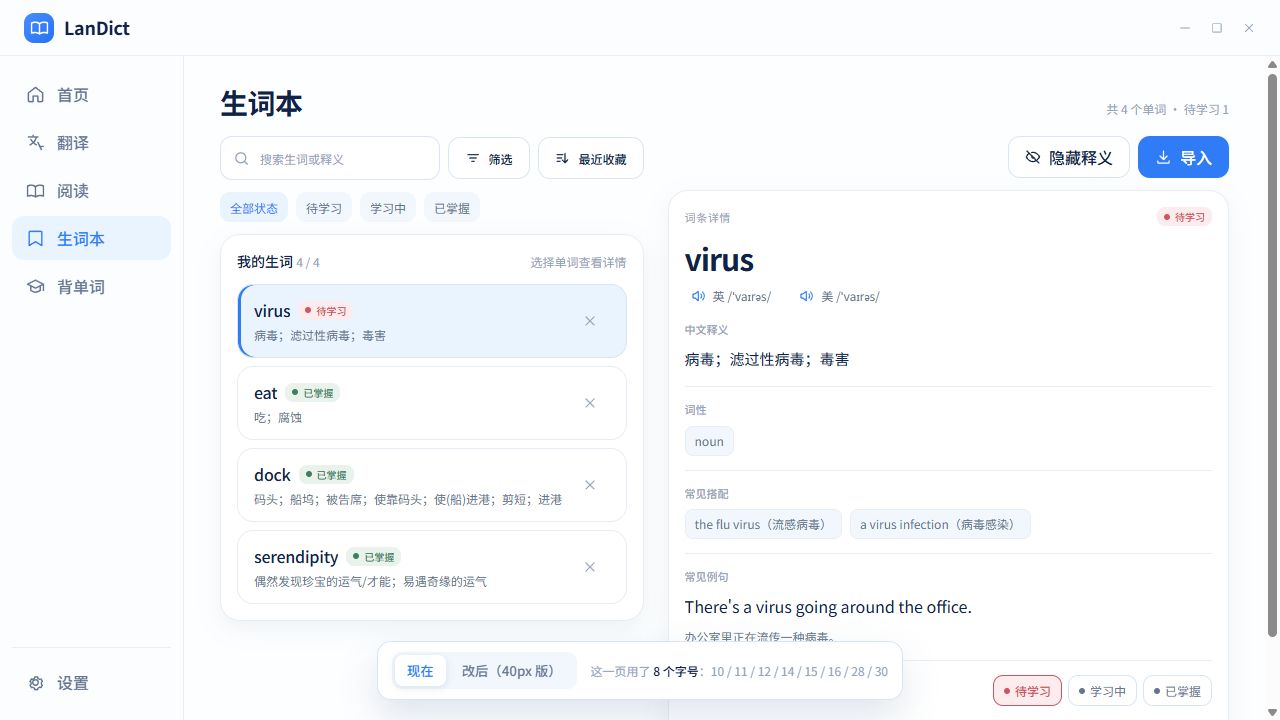 LanDict
首页
翻译
阅读
生词本
背单词
设置
生词本
共 4 个单词 · 待学习 1
搜索生词或释义
筛选
最近收藏
隐藏释义
导入
全部状态
待学习
学习中
已掌握
我的生词 4 / 4
选择单词查看详情
virus 待学习
病毒；滤过性病毒；毒害
eat 已掌握
吃；腐蚀
dock 已掌握
码头；船坞；被告席；使靠码头；使(船)进港；剪短；进港
serendipity 已掌握
偶然发现珍宝的运气/才能；易遇奇缘的运气
词条详情
待学习
virus
英 /'vaɪrəs/ 美 /'vaɪrəs/
中文释义
病毒；滤过性病毒；毒害
词性
noun
常见搭配
the flu virus（流感病毒）
a virus infection（病毒感染）
常见例句
There's a virus going around the office.
办公室里正在流传一种病毒。
待学习
学习中
已掌握
现在
改后（40px 版）
这一页用了 8 个字号：10 / 11 / 12 / 14 / 15 / 16 / 28 / 30